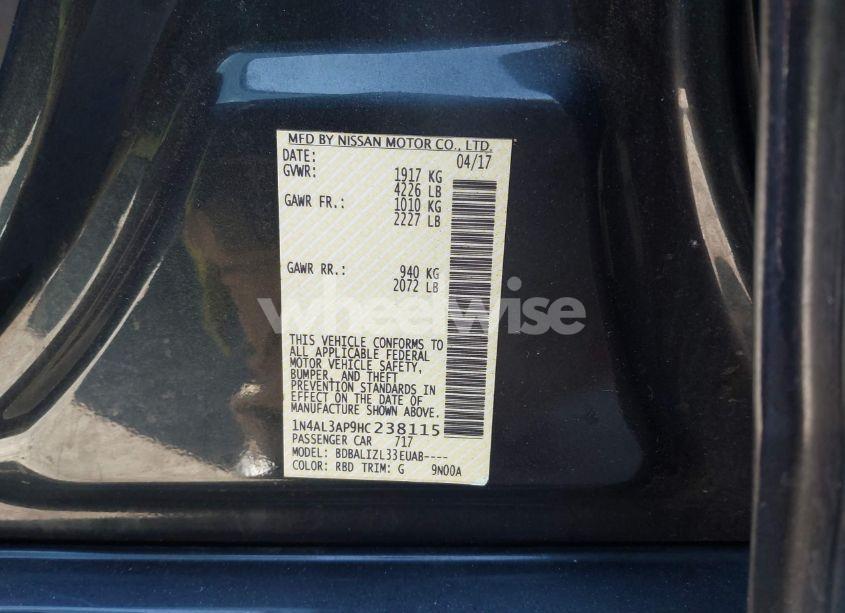 MFD BY NISSAN MOTOR CO., LTD.
DATE: 04/17
GVWR: 1917 KG
4226 LB
GAWR FR.: 1010 KG
2227 LB
GAWR RR.: 940 KG
2072 LB
wheelwise
THIS VEHICLE CONFORMS TO
ALL APPLICABLE FEDERAL
MOTOR VEHICLE SAFETY,
BUMPER, AND THEFT
PREVENTION STANDARDS IN
EFFECT ON THE DATE OF
MANUFACTURE SHOWN ABOVE.
1N4AL3AP9HC238115
PASSENGER CAR 717
MODEL: BDBALIZL33EUAB----
COLOR: RBD TRIM: G 9N00A